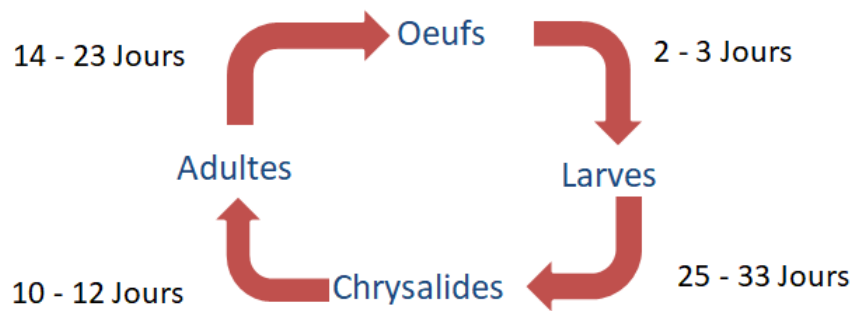 Oeufs
14 - 23 Jours
2 - 3 Jours
Adultes
Larves
10 - 12 Jours
Chrysalides
25 - 33 Jours